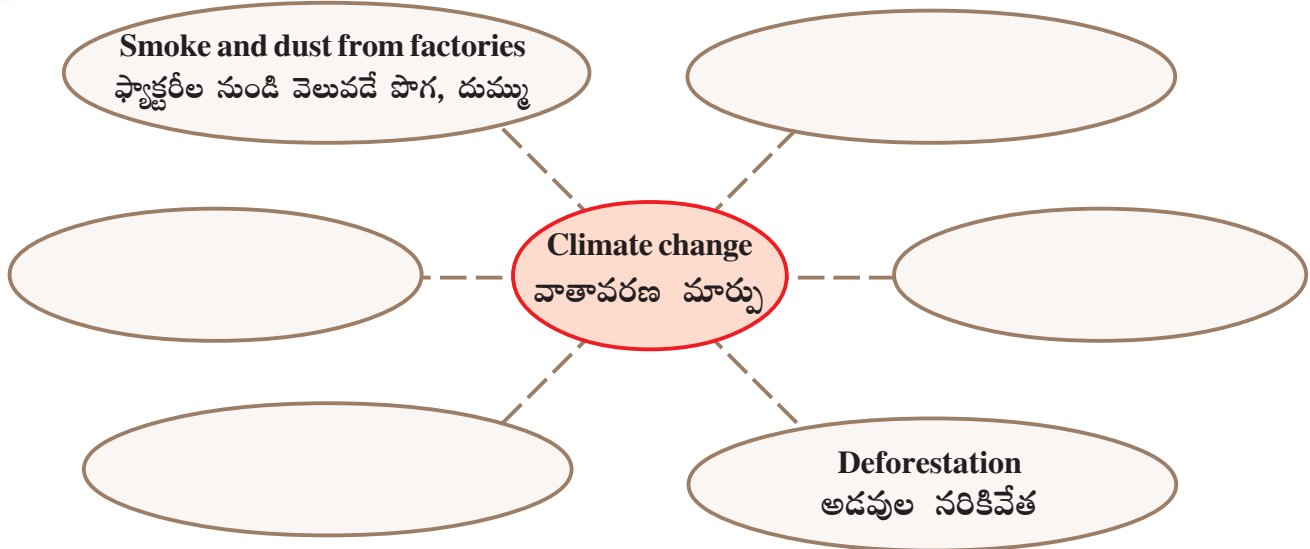 Smoke and dust from factories
ఫ్యాక్టరీల నుండి వెలువడే పొగ, దుమ్ము
Climate change
వాతావరణ మార్పు
Deforestation
అడవుల నరికివేత